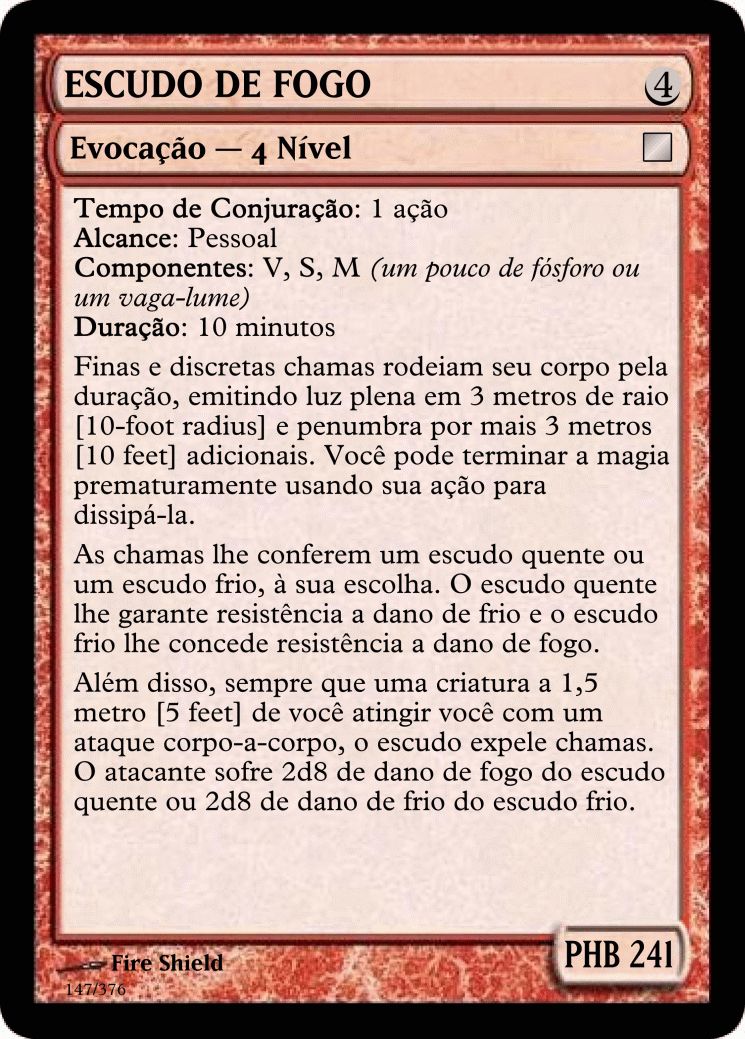 ESCUDO DE FOGO
4
Evocação — 4 Nível
Tempo de Conjuração: 1 ação
Alcance: Pessoal
Componentes: V, S, M (um pouco de fósforo ou
um vaga-lume)
Duração: 10 minutos
Finas e discretas chamas rodeiam seu corpo pela
duração, emitindo luz plena em 3 metros de raio
[10-foot radius] e penumbra por mais 3 metros
[10 feet] adicionais. Você pode terminar a magia
prematuramente usando sua ação para
dissipá-la.
As chamas lhe conferem um escudo quente ou
um escudo frio, à sua escolha. O escudo quente
lhe garante resistência a dano de frio e o escudo
frio lhe concede resistência a dano de fogo.
Além disso, sempre que uma criatura a 1,5
metro [5 feet] de você atingir você com um
ataque corpo-a-corpo, o escudo expele chamas.
O atacante sofre 2d8 de dano de fogo do escudo
quente ou 2d8 de dano de frio do escudo frio.
PHB 241
Fire Shield
147/376